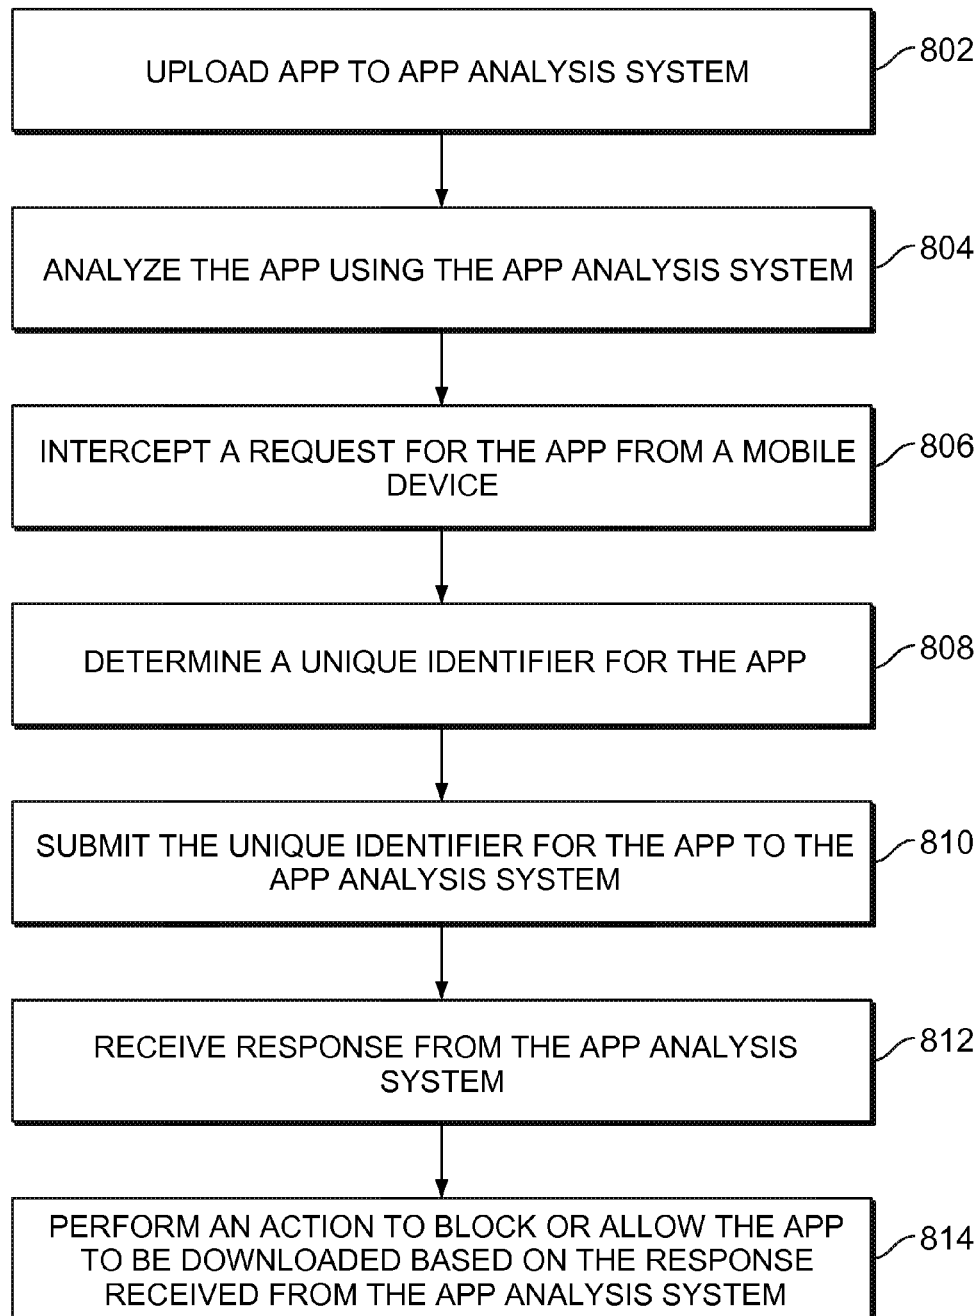 UPLOAD APP TO APP ANALYSIS SYSTEM
802
ANALYZE THE APP USING THE APP ANALYSIS SYSTEM
804
INTERCEPT A REQUEST FOR THE APP FROM A MOBILE
DEVICE
806
DETERMINE A UNIQUE IDENTIFIER FOR THE APP
808
SUBMIT THE UNIQUE IDENTIFIER FOR THE APP TO THE
APP ANALYSIS SYSTEM
810
RECEIVE RESPONSE FROM THE APP ANALYSIS
SYSTEM
812
PERFORM AN ACTION TO BLOCK OR ALLOW THE APP
TO BE DOWNLOADED BASED ON THE RESPONSE
RECEIVED FROM THE APP ANALYSIS SYSTEM
814